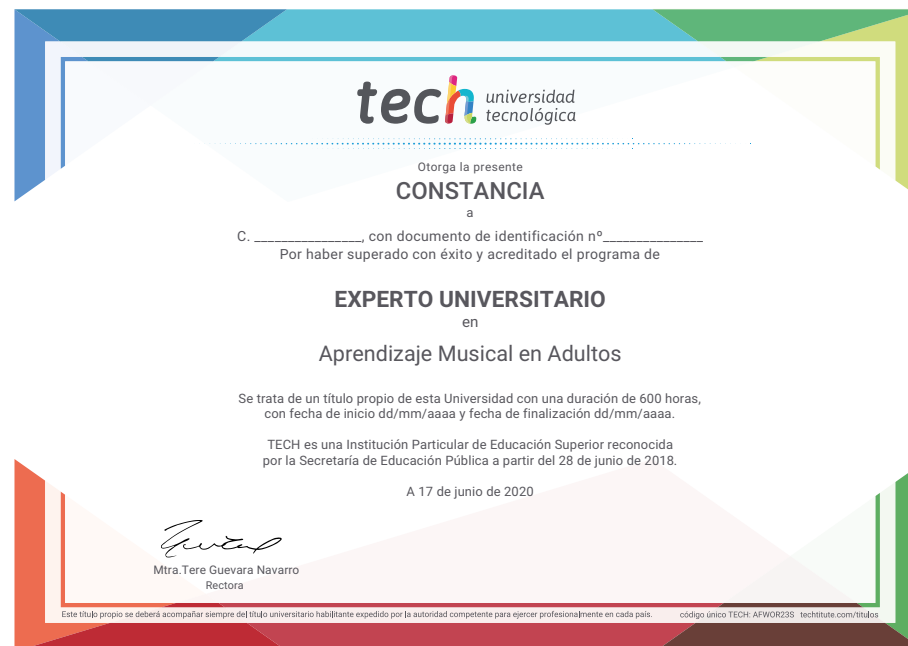 tech universidad
tecnológica
Otorga la presente
CONSTANCIA
a
C. ________________, con documento de identificación nº_______________
Por haber superado con éxito y acreditado el programa de
EXPERTO UNIVERSITARIO
en
Aprendizaje Musical en Adultos
Se trata de un título propio de esta Universidad con una duración de 600 horas,
con fecha de inicio dd/mm/aaaa y fecha de finalización dd/mm/aaaa.
TECH es una Institución Particular de Educación Superior reconocida
por la Secretaría de Educación Pública a partir del 28 de junio de 2018.
A 17 de junio de 2020
Mtra.Tere Guevara Navarro
Rectora
Este título propio se deberá acompañar siempre del título universitario habilitante expedido por la autoridad competente para ejercer profesionalmente en cada país. código único TECH: AFWOR23S techtitute.com/titulos